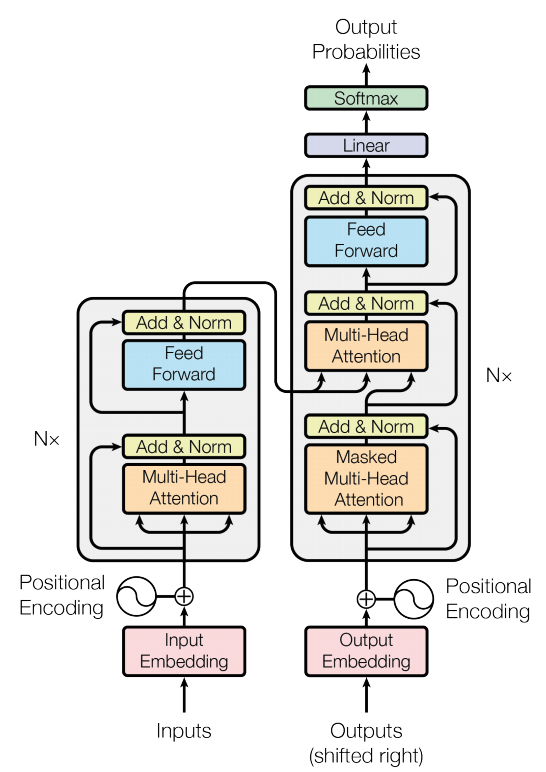 Output
Probabilities
Softmax
Linear
Add & Norm
Feed
Forward
Add & Norm
Multi-Head
Attention
Add & Norm
Masked
Multi-Head
Attention
N×
Add & Norm
Feed
Forward
Add & Norm
Multi-Head
Attention
N×
Positional
Encoding
Positional
Encoding
Input
Embedding
Output
Embedding
Inputs
Outputs
(shifted right)